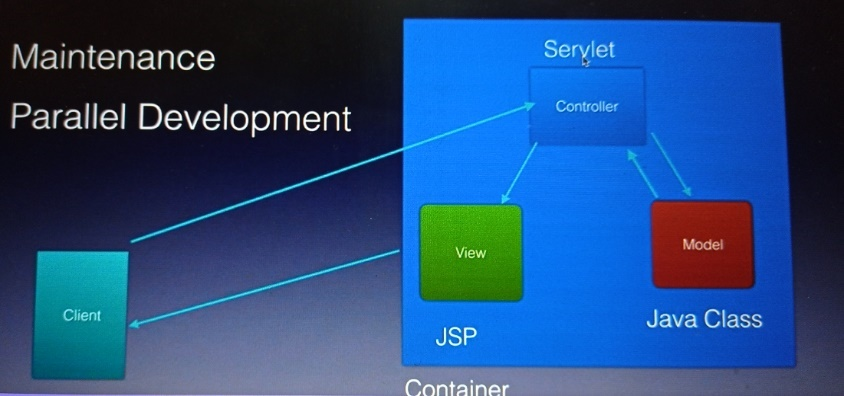 Maintenance
Parallel Development
Servlet
Controller
View
Model
Client
JSP
Java Class
Container